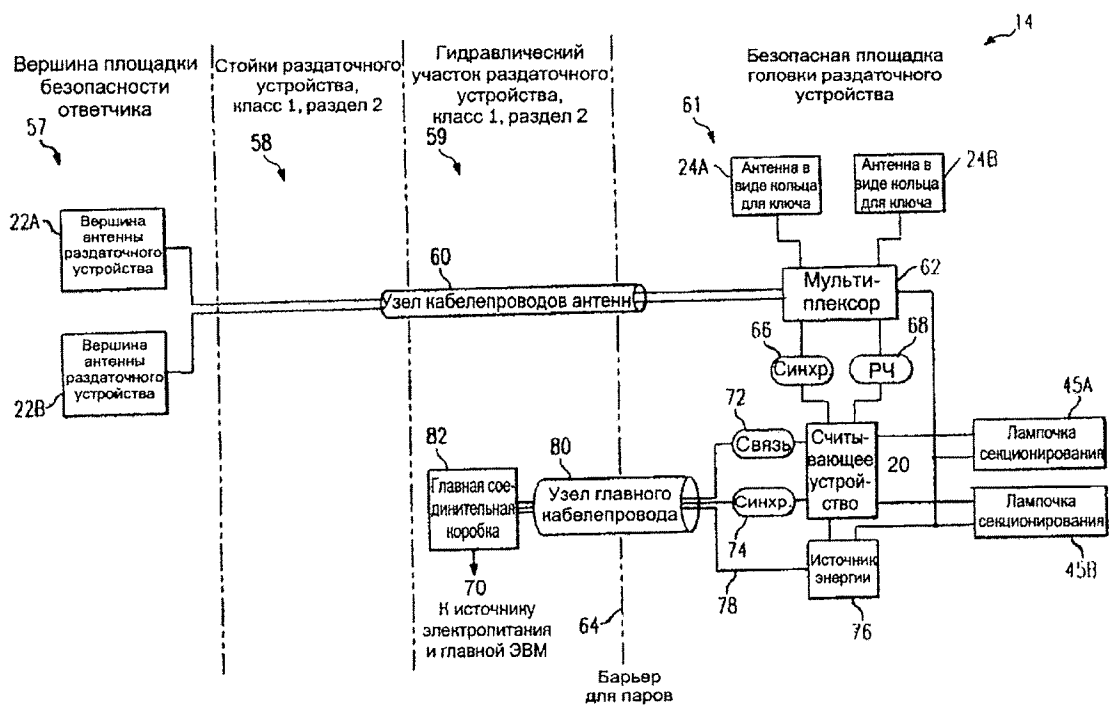 14
Вершина площадки
безопасности
ответчика
57
Стойки раздаточного
устройства,
класс 1, раздел 2
58
Гидравлический
участок раздаточного
устройства,
класс 1, раздел 2
59
Безопасная площадка
головки раздаточного
устройства
61
24A
Антенна в
виде кольца
для ключа
24B
Антенна в
виде кольца
для ключа
22A
Вершина
антенны
раздаточного
устройства
60
Узел кабелепроводов антенн
Мульти-
плексор
62
22B
Вершина
антенны
раздаточного
устройства
66
Синхр.
68
РЧ
72
Связь
Считы-
вающее
устрой-
ство
20
45A
Лампочка
секционирования
82
Главная сое-
динительная
коробка
80
Узел главного
кабелепровода
Синхр.
74
Лампочка
секционирования
45B
70
К источнику
электропитания
и главной ЭВМ
64
78
Источник
энергии
76
Барьер
для паров